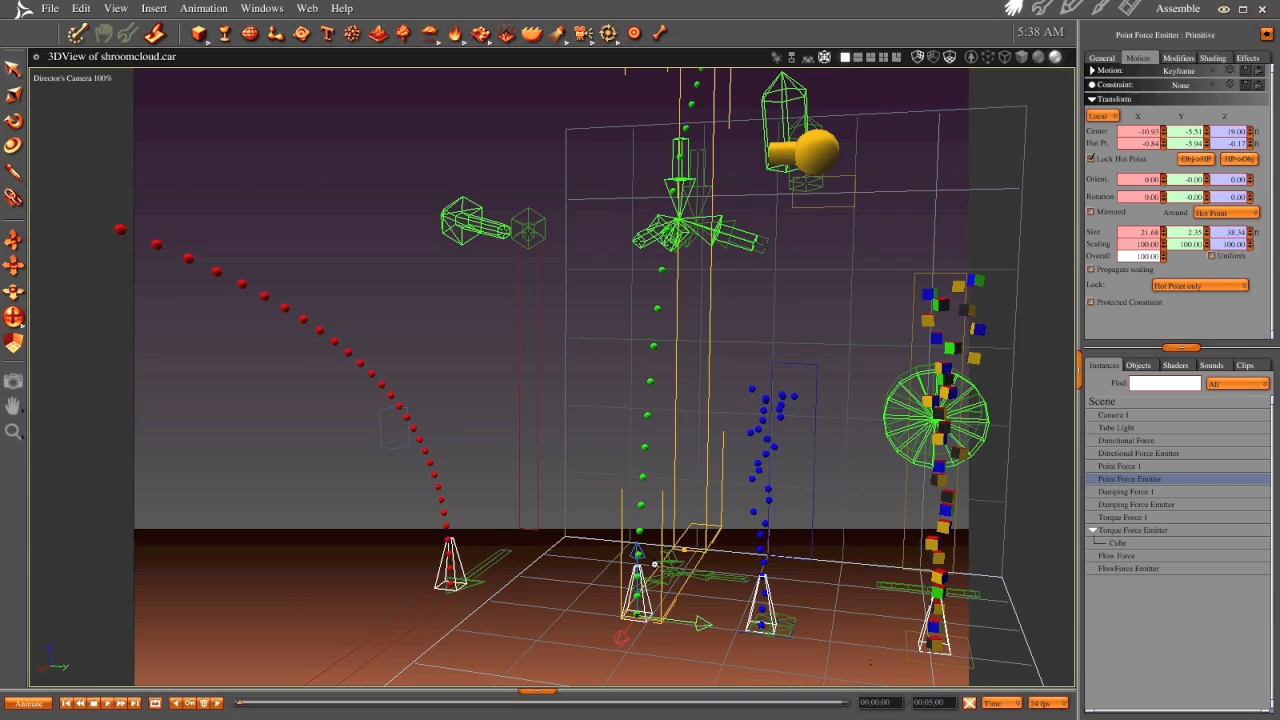 File Edit Insert Animation Windows Web Help Assemble
5:38 AM
3DView of shroomcloud.car
Director's Camera 100%
Point Force Emitter : Primitive
General Motion Modifiers Shading Effects
Motion: Keyframe
Constraint: None
Transform
Local X Y Z
Center -10.93 -5.51 19.00
Hot Pt. -0.84 -5.94 -0.17
Lock Hot Point Obj->HP HP->Obj
Orient. 0.00 -0.00 0.00
Rotation 0.00 -0.00 0.00
Mirrored Around Hot Point
Size 21.68 2.35 38.34 ft
Scaling 100.00 100.00 100.00
Overall 100.00 Uniform
Propagate scaling
Lock: Hot Point only
Protected Constraint
Instances Objects Shaders Sounds Clips
Find: All
Scene
Camera 1
Tube Light
Directional Force
Ditrectional Force Emitter
Point Force 1
Point Force Emitter
Damping Force 1
Damping Force Emitter
Torque Force 1
Torque Force Emitter
Cube
Flow Force
FlowForce Emitter
Animate 00;00;00 00;05;00 Time 24 fps